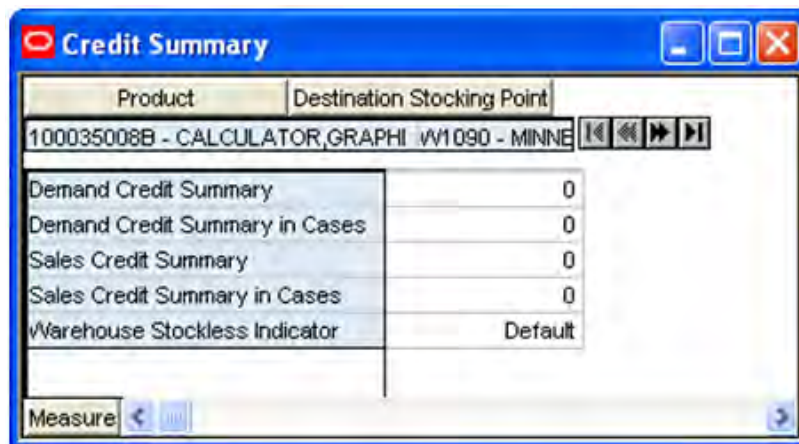 Credit Summary
Product Destination Stocking Point
100035008B - CALCULATOR,GRAPHI W1090 - MINNE
Demand Credit Summary 0
Demand Credit Summary in Cases 0
Sales Credit Summary 0
Sales Credit Summary in Cases 0
Warehouse Stockless Indicator Default
Measure